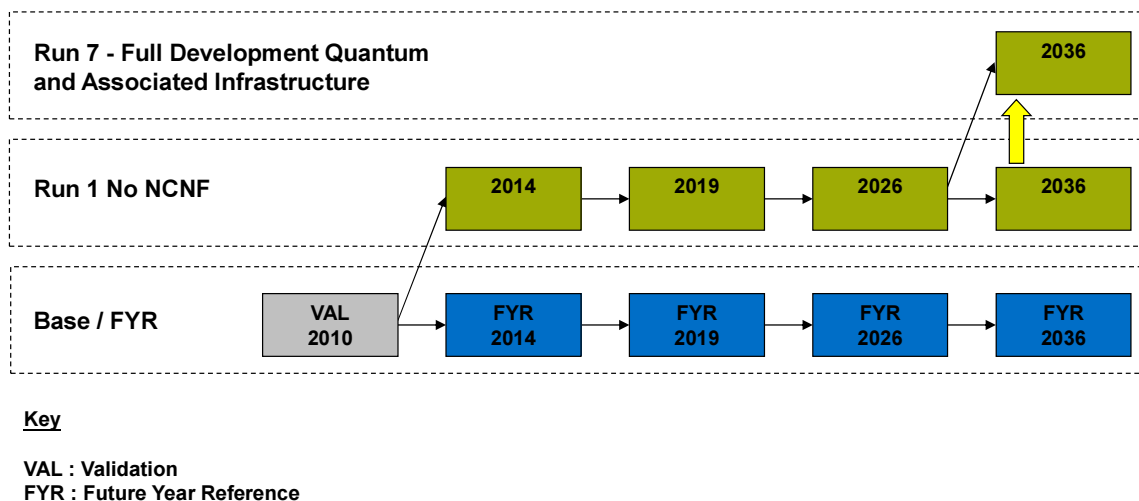 Run 7 - Full Development Quantum
and Associated Infrastructure
2036
Run 1 No NCNF
2014
2019
2026
2036
Base / FYR
VAL
2010
FYR
2014
FYR
2019
FYR
2026
FYR
2036
Key
VAL : Validation
FYR : Future Year Reference